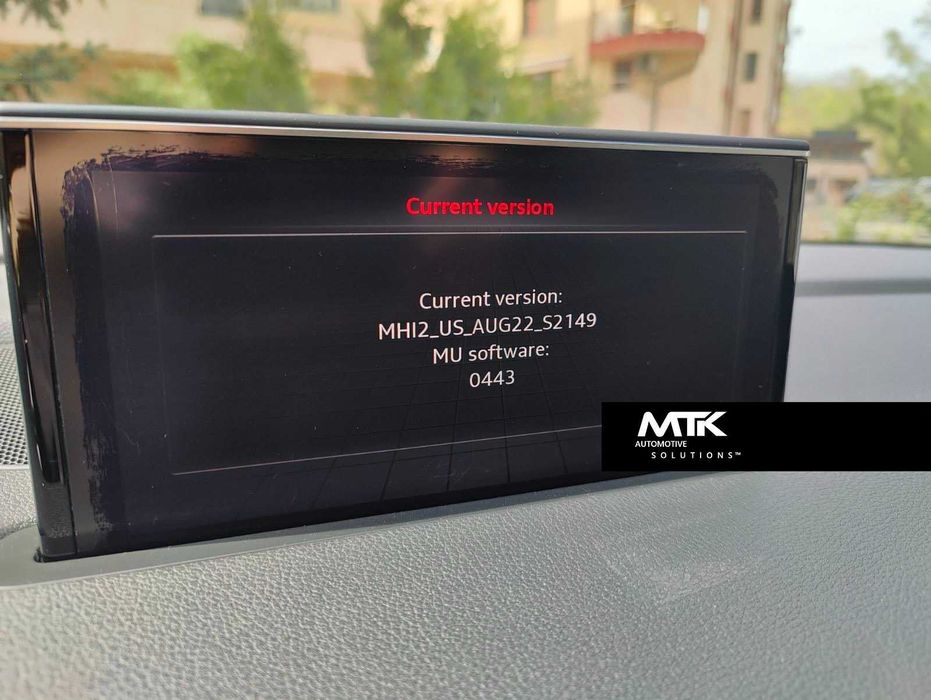 Current version
Current version:
MHI2_US_AUG22_S2149
MU software:
0443
MTK
AUTOMOTIVE
SOLUTIONS™